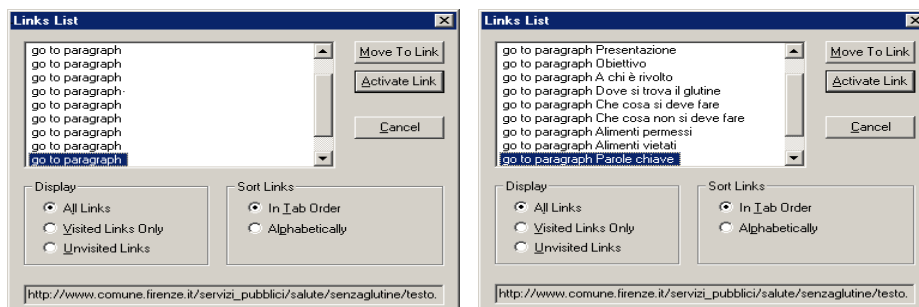 Links List
go to paragraph
go to paragraph
go to paragraph
go to paragraph·
go to paragraph
go to paragraph
go to paragraph
go to paragraph
go to paragraph
Move To Link
Activate Link
Cancel
Display
All Links
Visited Links Only
Unvisited Links
Sort Links
In Tab Order
Alphabetically
http://www.comune.firenze.it/servizi_pubblici/salute/senzaglutine/testo.
Links List
go to paragraph Presentazione
go to paragraph Obiettivo
go to paragraph A chi è rivolto
go to paragraph Dove si trova il glutine
go to paragraph Che cosa si deve fare
go to paragraph Che cosa non si deve fare
go to paragraph Alimenti permessi
go to paragraph Alimenti vietati
go to paragraph Parole chiave
Move To Link
Activate Link
Cancel
Display
All Links
Visited Links Only
Unvisited Links
Sort Links
In Tab Order
Alphabetically
http://www.comune.firenze.it/servizi_pubblici/salute/senzaglutine/testo.